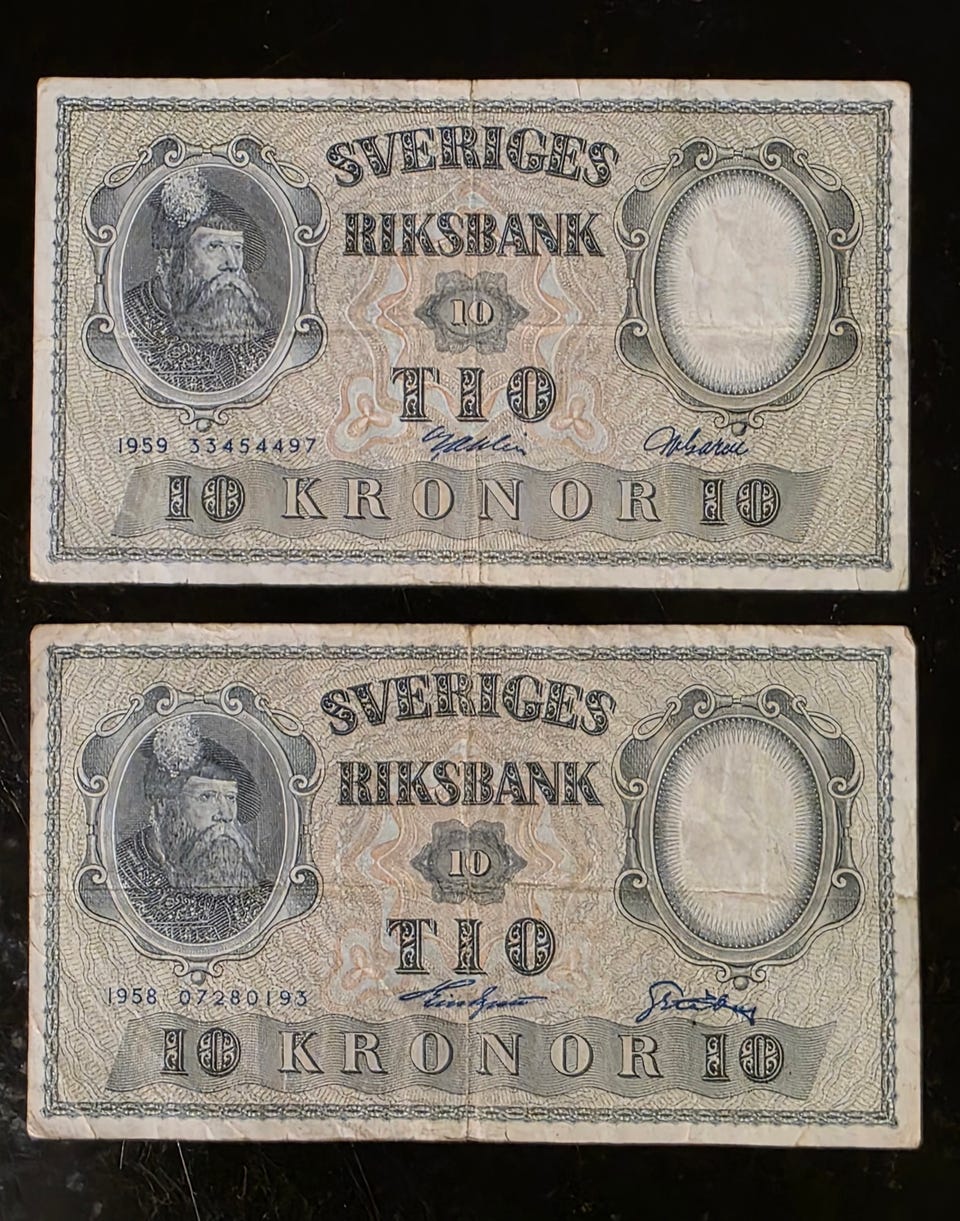 SVERIGES
RIKSBANK
10
TIO
1959 33454497
10 KRONOR 10
SVERIGES
RIKSBANK
10
TIO
1958 07280193
10 KRONOR 10